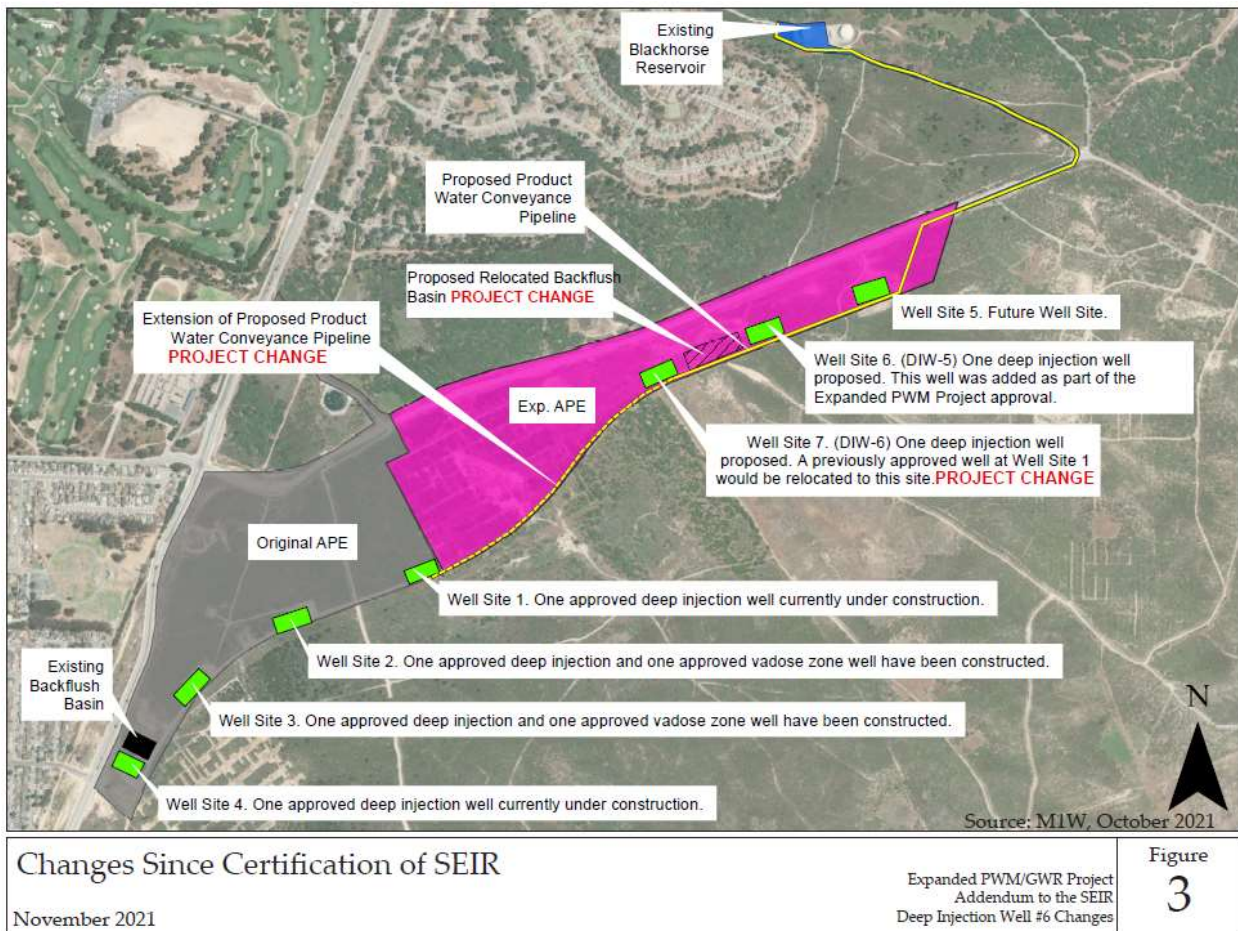 Existing
Blackhorse
Reservoir
Proposed Product
Water Conveyance
Pipeline
Proposed Relocated Backflush
Basin PROJECT CHANGE
Extension of Proposed Product
Water Conveyance Pipeline
PROJECT CHANGE
Well Site 5. Future Well Site.
Well Site 6. (DIW-5) One deep injection well
proposed. This well was added as part of the
Expanded PWM Project approval.
Exp. APE
Well Site 7. (DIW-6) One deep injection well
proposed. A previously approved well at Well Site 1
would be relocated to this site.PROJECT CHANGE
Original APE
Well Site 1. One approved deep injection well currently under construction.
Well Site 2. One approved deep injection and one approved vadose zone well have been constructed.
Existing
Backflush
Basin
Well Site 3. One approved deep injection and one approved vadose zone well have been constructed.
N
Well Site 4. One approved deep injection well currently under construction.
Source: M1W, October 2021
Changes Since Certification of SEIR
November 2021
Expanded PWM/GWR Project
Addendum to the SEIR
Deep Injection Well #6 Changes
Figure
3